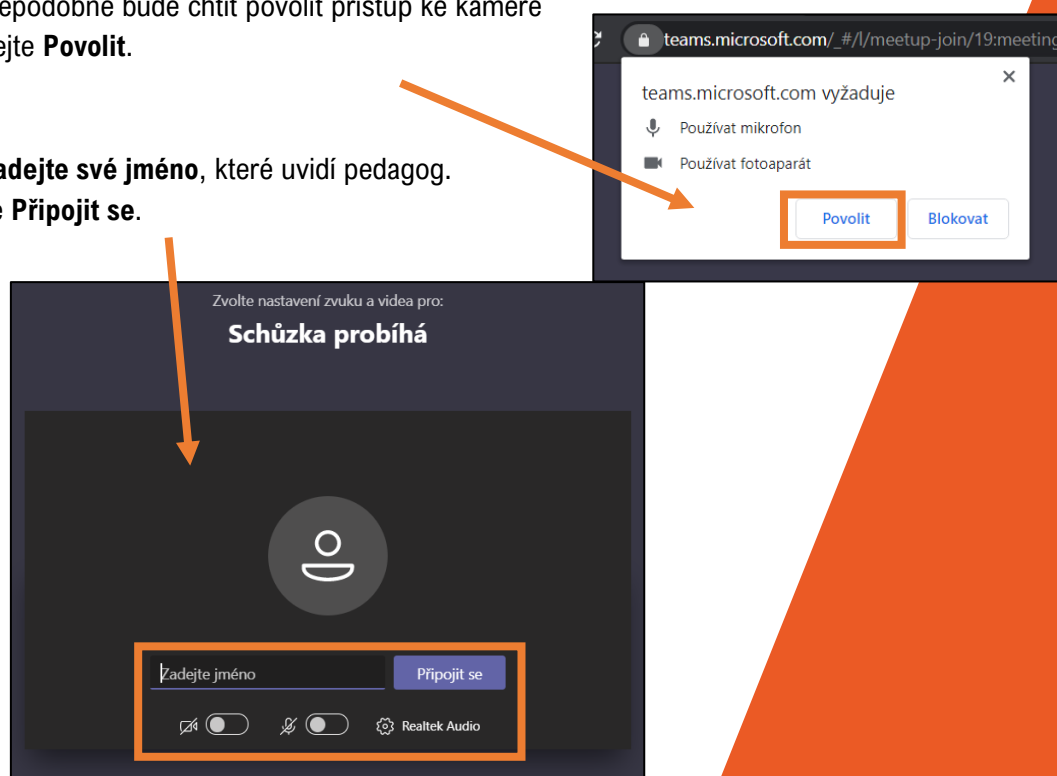 epodobně bude chtít povolit přístup ke kameře
ejte Povolit.
adejte své jméno, které uvidí pedagog.
e Připojit se.
teams.microsoft.com/_#/l/meetup-join/19:meeting
teams.microsoft.com vyžaduje
Používat mikrofon
Používat fotoaparát
Povolit
Blokovat
Zvolte nastavení zvuku a videa pro:
Schůzka probíhá
Zadejte jméno
Připojit se
Realtek Audio